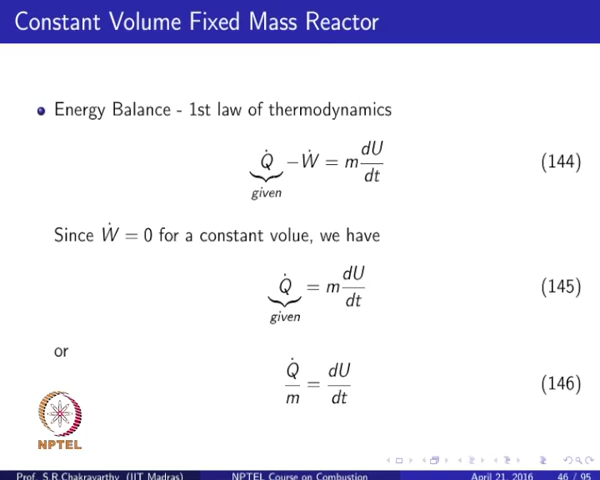 Constant Volume Fixed Mass Reactor
Energy Balance - 1st law of thermodynamics
Q̇ − Ẇ = m dU/dt (144)
given
Since Ẇ = 0 for a constant volue, we have
Q̇ = m dU/dt (145)
given
or
Q̇/m = dU/dt (146)
NPTEL
Prof. S.R.Chakravarthy (IIT Madras) NPTEL Course on Combustion April 21, 2016 46 / 95